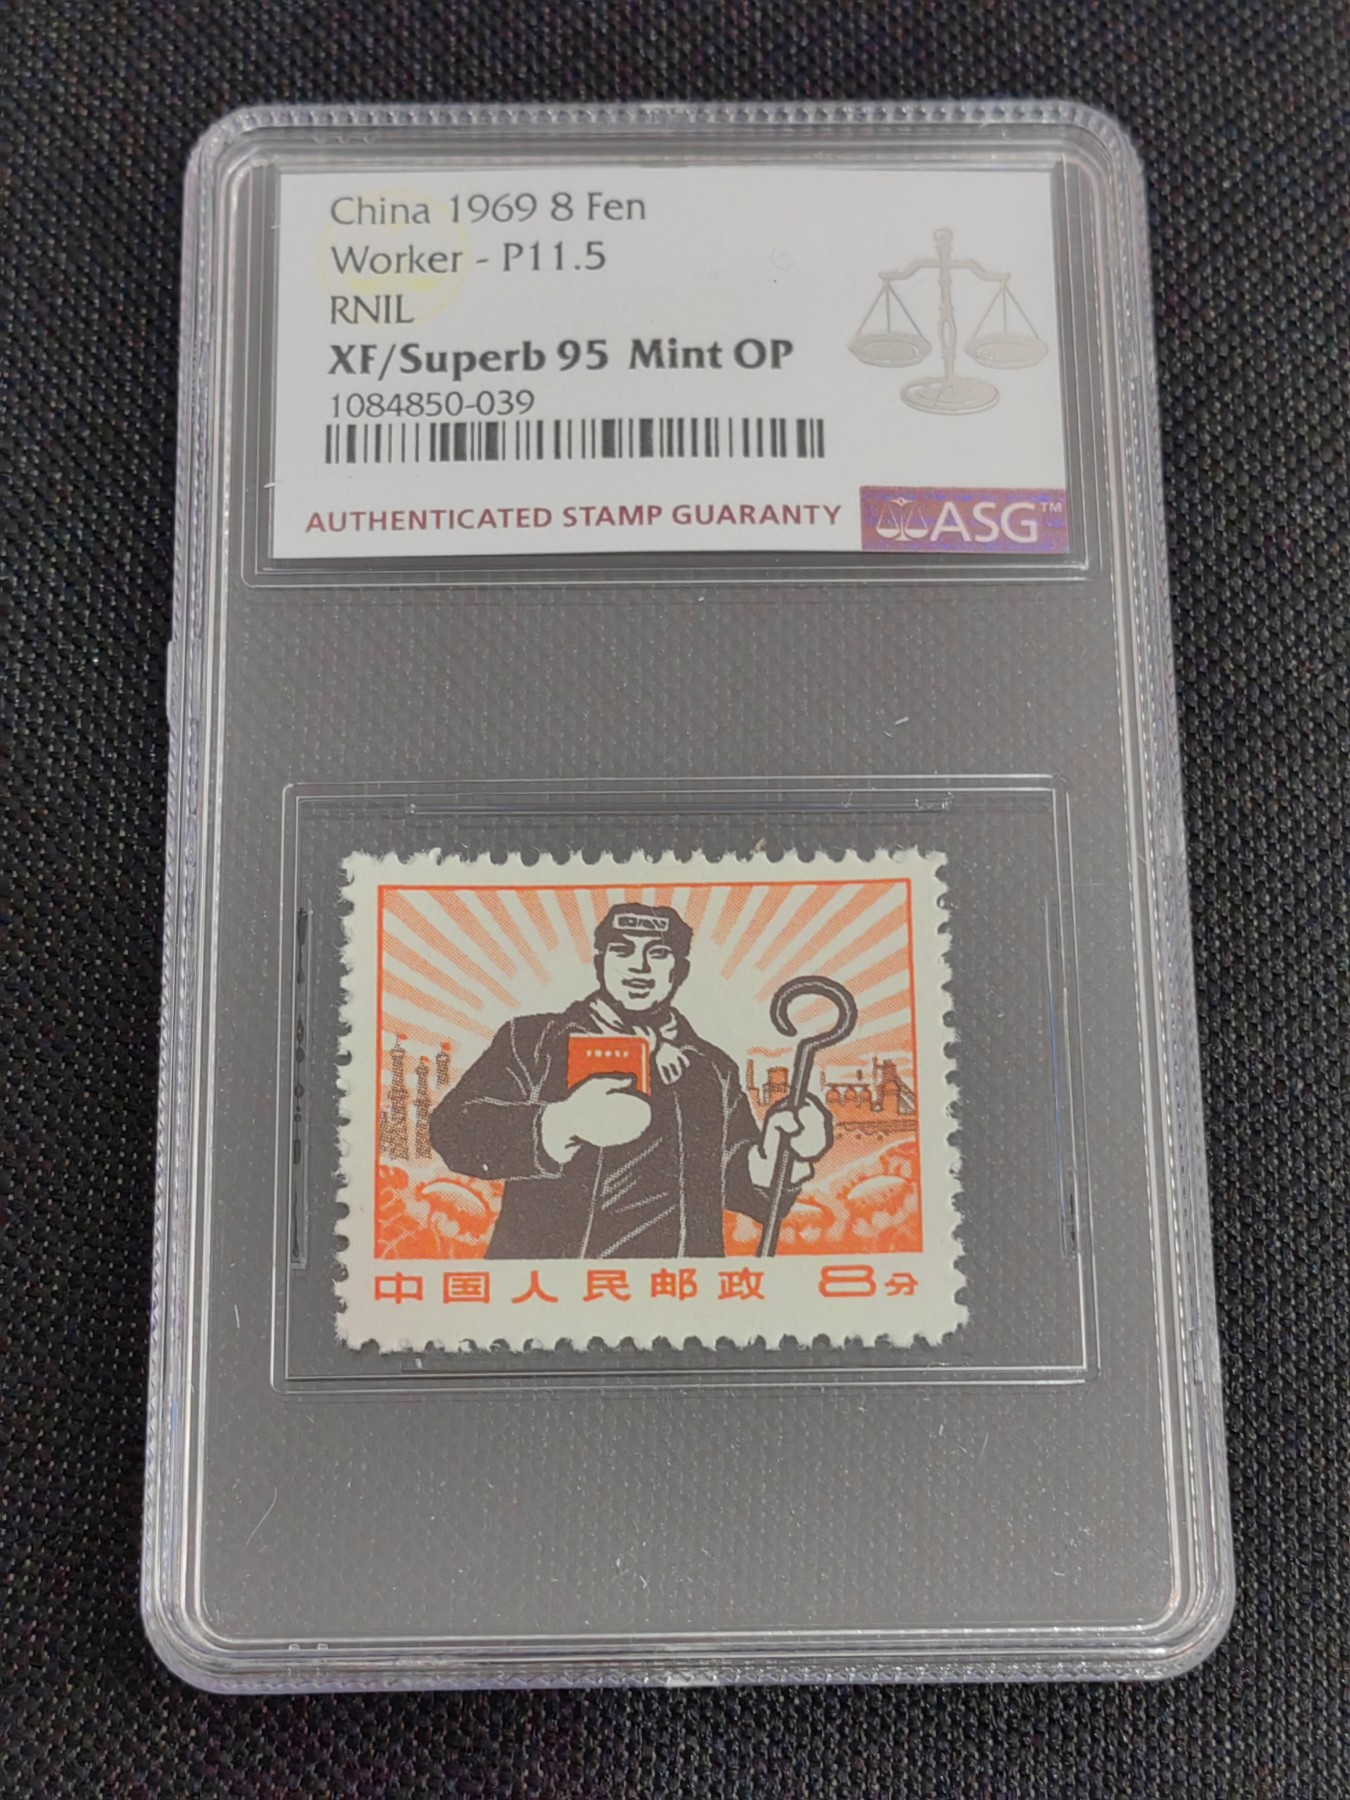 China 1969 8 Fen
Worker - P11.5
RNIL
XF/Superb 95 Mint OP
1084850-039
AUTHENTICATED STAMP GUARANTY
ASG™
中国人民邮政 8分